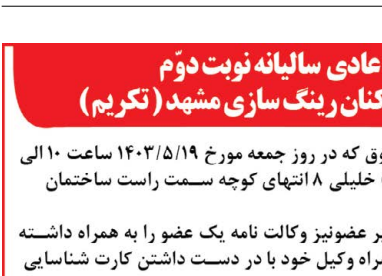 عادی سالیانه نوبت دوّم
کنان رینگ سازی مشهد ( تکریم )
وق که در روز جمعه مورخ ۱۴۰۳/۵/۱۹ ساعت ۱۰ الی
خلیلی ۸ انتهای کوچه سمت راست ساختمان
ر عضونیز وکالت نامه یک عضو را به همراه داشته
راه وکیل خود با در دست داشتن کارت شناسایی